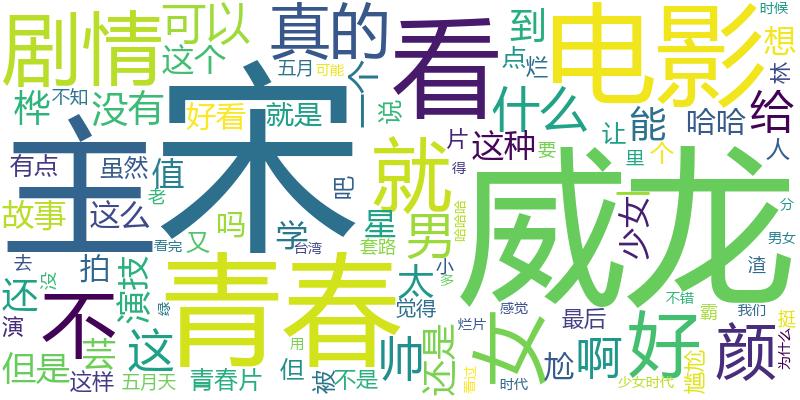 剧情
可以
真的
看
到
电影
时候
想
这个
五月
可能
一个
点
烂
林
桦
不知
没有
好看
就是
说
什么
能
哈哈
给
主
宋
就
片
这种
让
里
个
人
有点
虽然
值
吧
得
要
威龙
故事
这么
老
吗
星
男
小
哈哈哈
少女
分
去
没
看完
又
学
台湾
套路
多
男女
还
不
拍
演技
绿
青春
太
觉得
感觉
不错
霸
我们
渣
演
这
用
帅
还是
烂片
女
最后
好
颜
挺
但是
芸
这样
五月天
青春片
但
被
不是
看过
时代
尬
啊
少女时代
尴尬
为什么